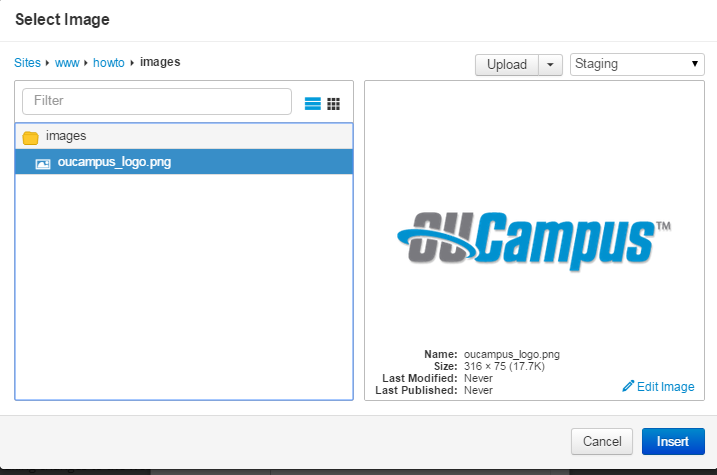 Select Image
Sites www howto images
Upload Staging
Filter
images
oucampus_logo.png
OUCampus™
Name: oucampus_logo.png
Size: 316 × 75 (17.7K)
Last Modified: Never
Last Published: Never
Edit Image
Cancel Insert